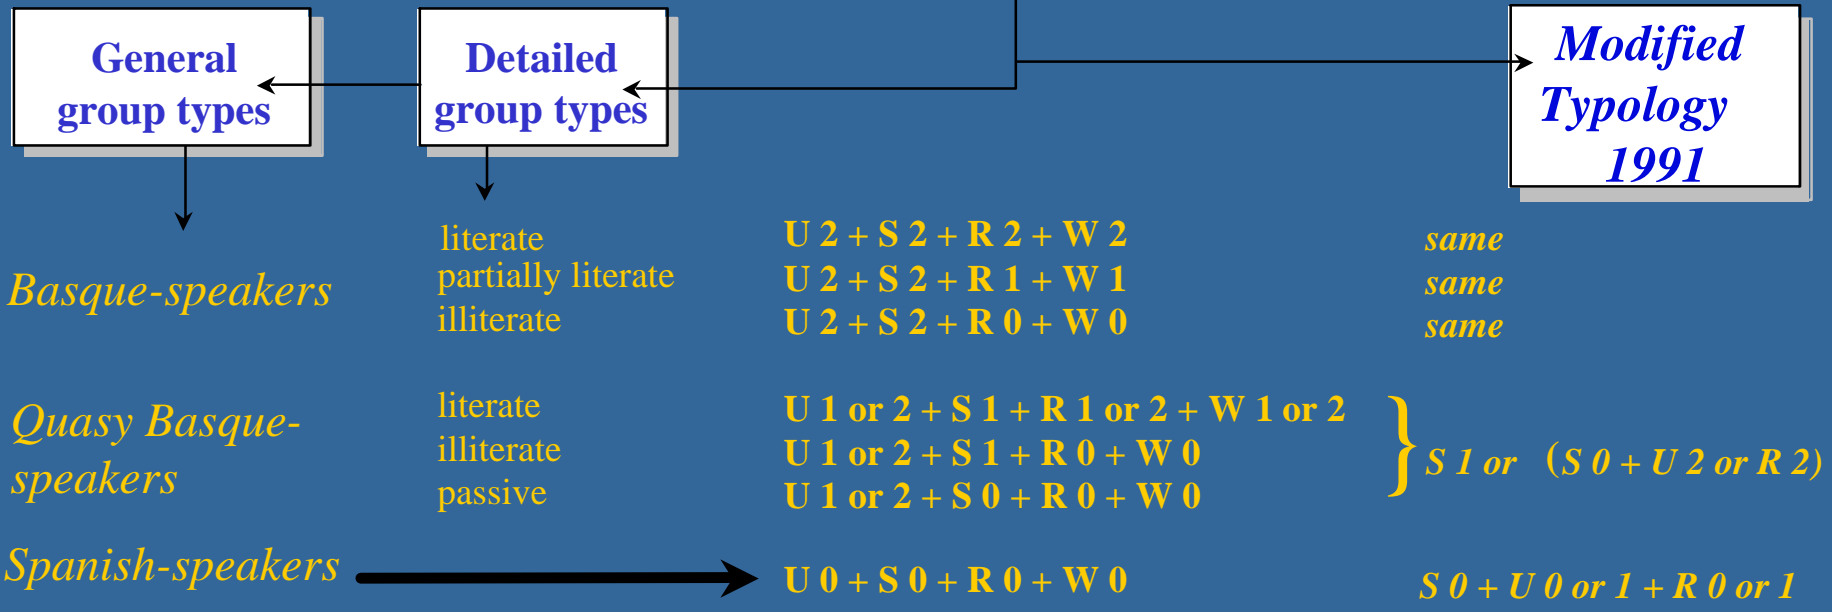 General
group types
Detailed
group types
Modified
Typology
1991
Basque-speakers
literate U 2 + S 2 + R 2 + W 2 same
partially literate U 2 + S 2 + R 1 + W 1 same
illiterate U 2 + S 2 + R 0 + W 0 same
Quasy Basque-
speakers
literate U 1 or 2 + S 1 + R 1 or 2 + W 1 or 2
illiterate U 1 or 2 + S 1 + R 0 + W 0
passive U 1 or 2 + S 0 + R 0 + W 0
} S 1 or (S 0 + U 2 or R 2)
Spanish-speakers U 0 + S 0 + R 0 + W 0 S 0 + U 0 or 1 + R 0 or 1